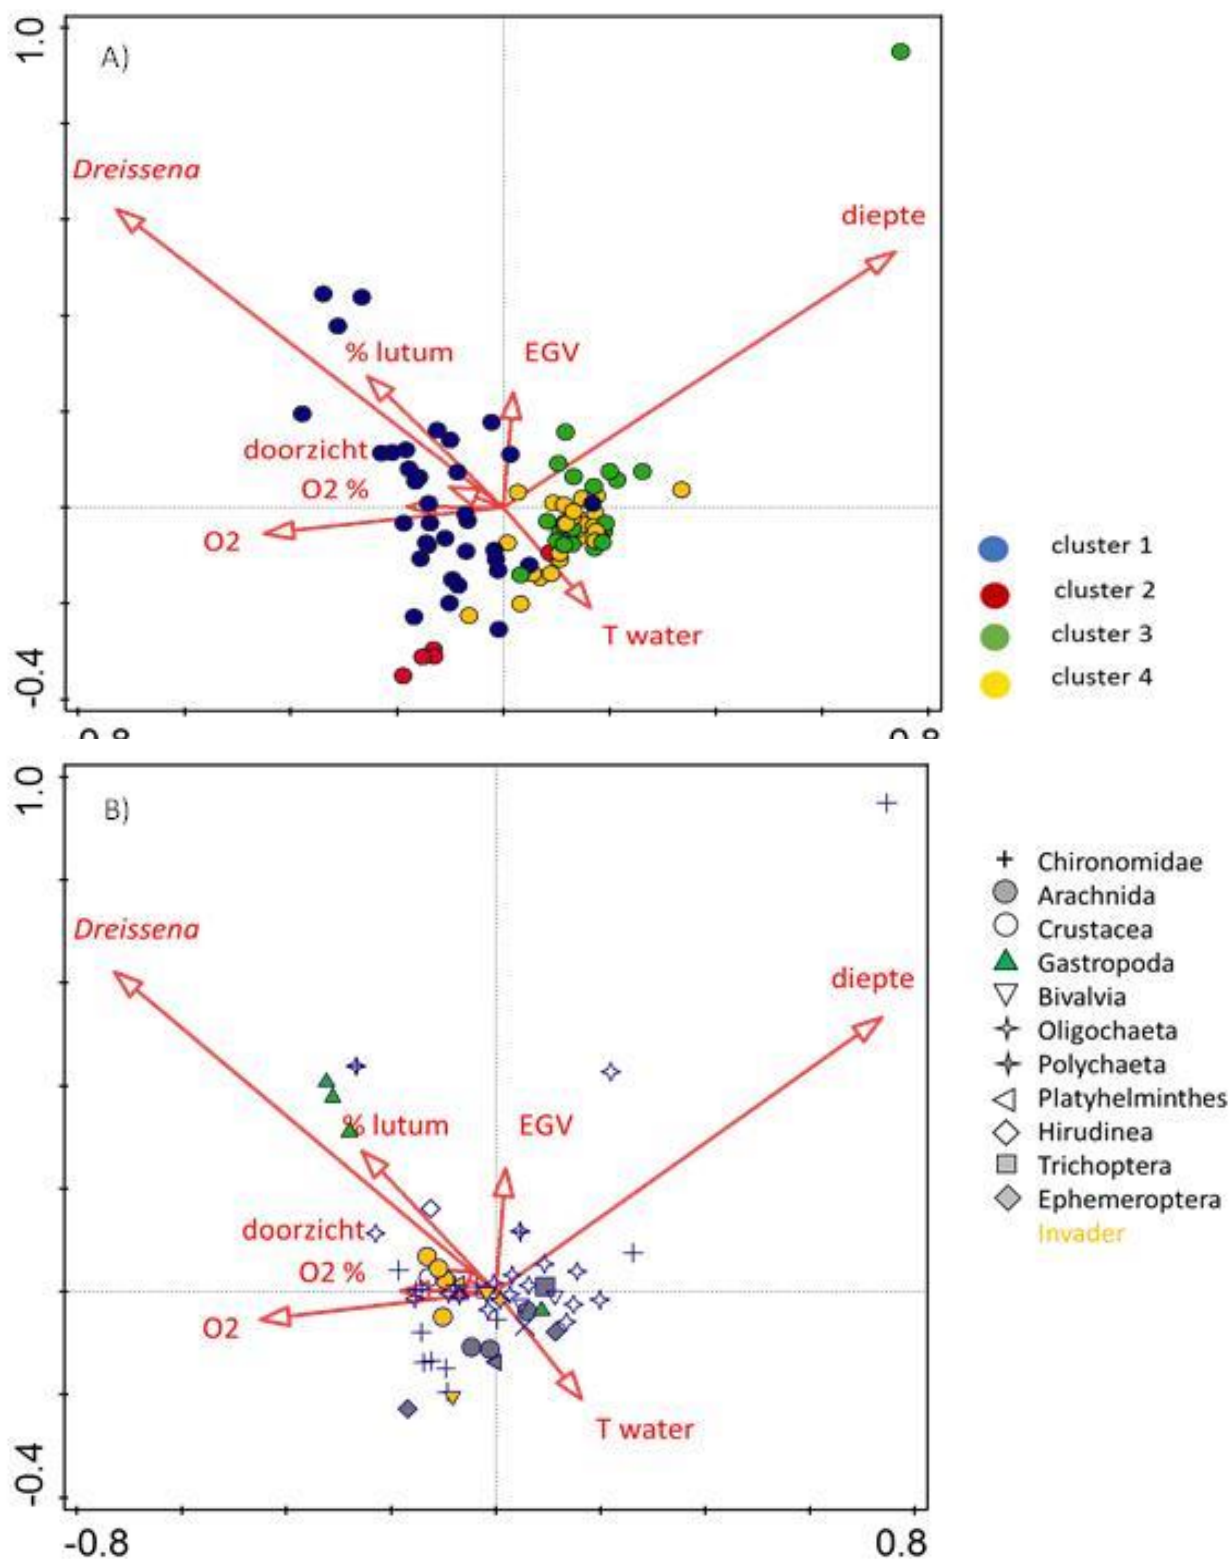 1.0
A)
Dreissena
diepte
% lutum
EGV
doorzicht
O2 %
O2
T water
-0.4
cluster 1
cluster 2
cluster 3
cluster 4
1.0
B)
Dreissena
diepte
% lutum
EGV
doorzicht
O2 %
O2
T water
-0.4
-0.8
0.8
Chironomidae
Arachnida
Crustacea
Gastropoda
Bivalvia
Oligochaeta
Polychaeta
Platyhelminthes
Hirudinea
Trichoptera
Ephemeroptera
Invader